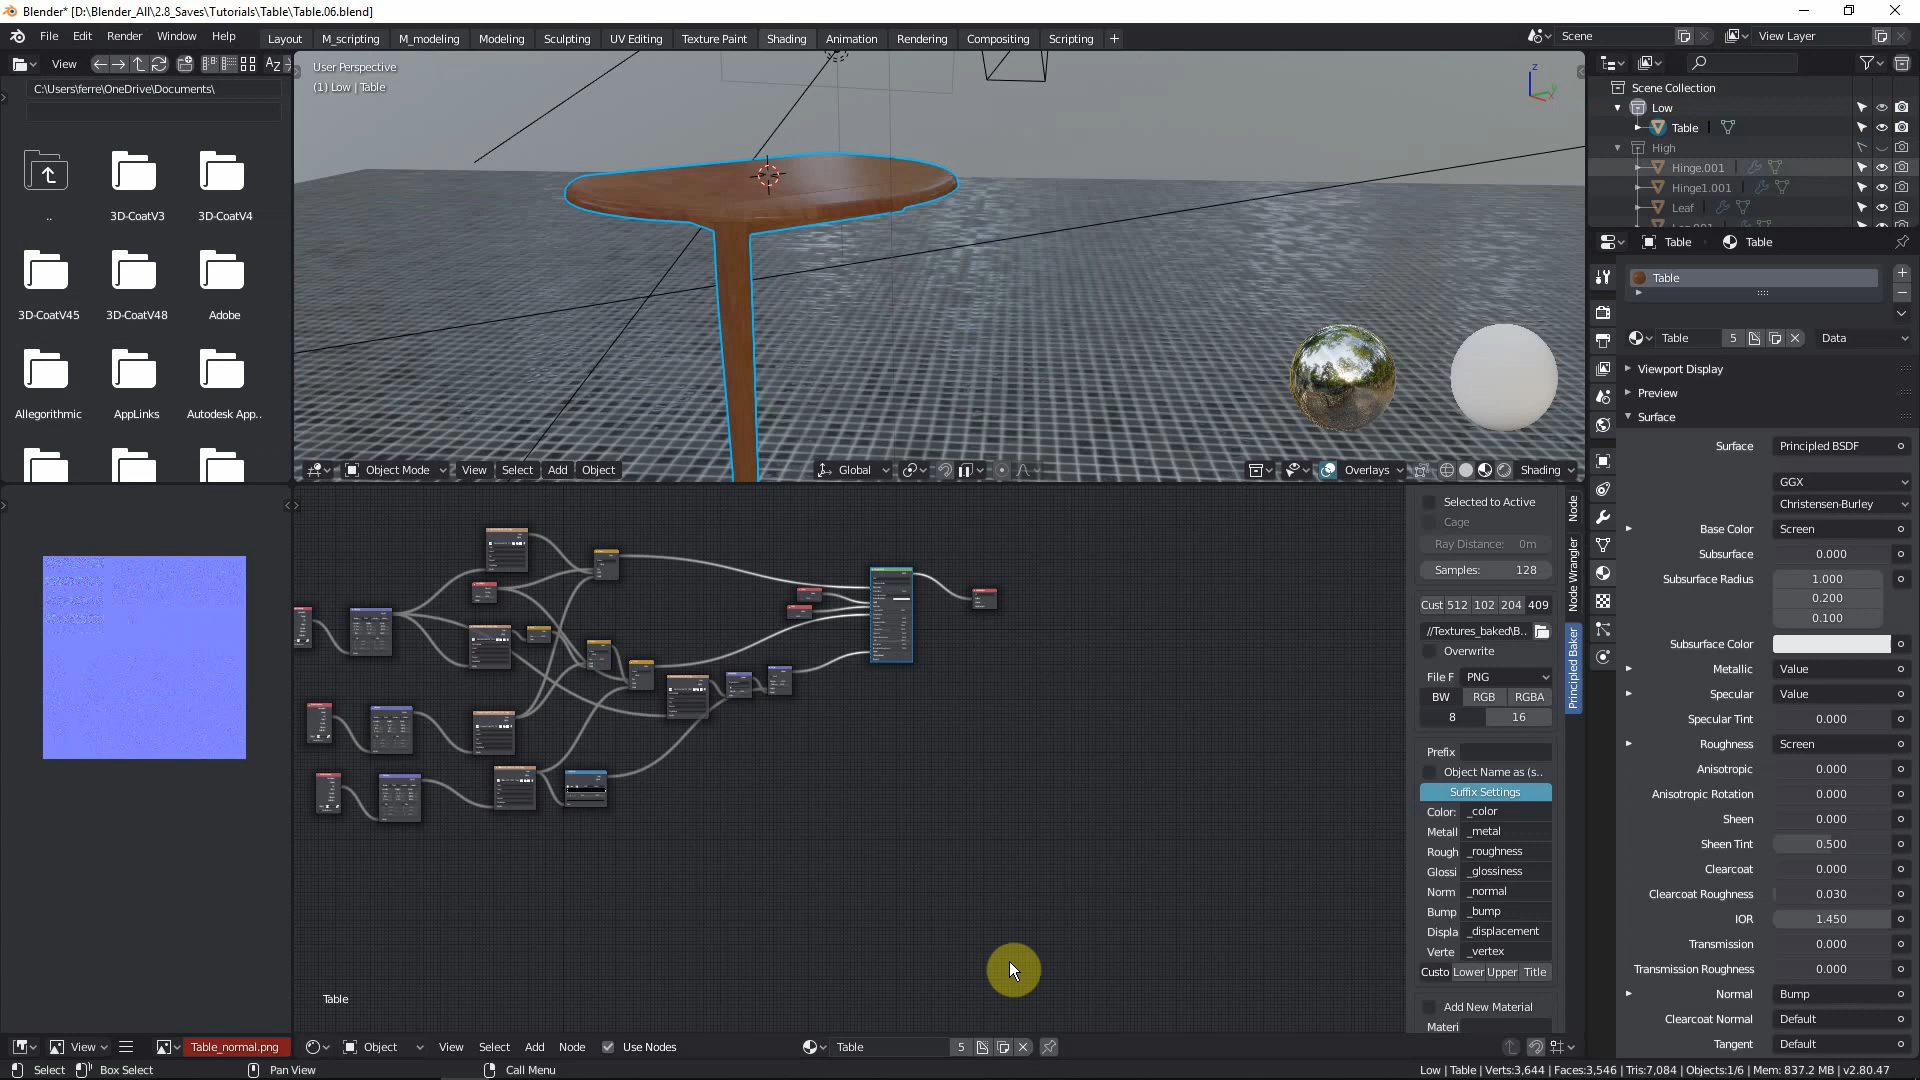 Blender* [D:\Blender_All\2.8_Saves\Tutorials\Table\Table.06.blend]
File Edit Render Window Help
Layout M_scripting M_modeling Modeling Sculpting UV Editing Texture Paint Shading Animation Rendering Compositing Scripting +
Scene
View Layer
View
AZ
C:\Users\ferre\OneDrive\Documents\
..
3D-CoatV3
3D-CoatV4
3D-CoatV45
3D-CoatV48
Adobe
Allegorithmic
AppLinks
Autodesk App..
User Perspective
(1) Low | Table
Z
Object Mode View Select Add Object
Global
Overlays
Shading
Scene Collection
Low
Table
High
Hinge.001
Hinge1.001
Leaf
Table Table
Table
Table 5 Data
Viewport Display
Preview
Surface
Surface Principled BSDF
GGX
Christensen-Burley
Base Color Screen
Subsurface 0.000
Subsurface Radius 1.000
0.200
0.100
Subsurface Color
Metallic Value
Specular Value
Specular Tint 0.000
Roughness Screen
Anisotropic 0.000
Anisotropic Rotation 0.000
Sheen 0.000
Sheen Tint 0.500
Clearcoat 0.000
Clearcoat Roughness 0.030
IOR 1.450
Transmission 0.000
Transmission Roughness 0.000
Normal Bump
Clearcoat Normal Default
Tangent Default
Selected to Active
Cage
Ray Distance: 0m
Samples: 128
Cust 512 102 204 409
//Textures_baked\B..
Overwrite
File F PNG
BW RGB RGBA
8 16
Prefix
Object Name as (s..
Suffix Settings
Color: _color
Metall _metal
Rough _roughness
Glossi _glossiness
Norm _normal
Bump _bump
Displa _displacement
Verte _vertex
Custo Lower Upper Title
Add New Material
Materi
Node
Node Wrangler
Principled Baker
Table
View
Table_normal.png
Object View Select Add Node Use Nodes
Table 5
Select Box Select Pan View Call Menu
Low | Table | Verts:3,644 | Faces:3,546 | Tris:7,084 | Objects:1/6 | Mem: 837.2 MB | v2.80.47